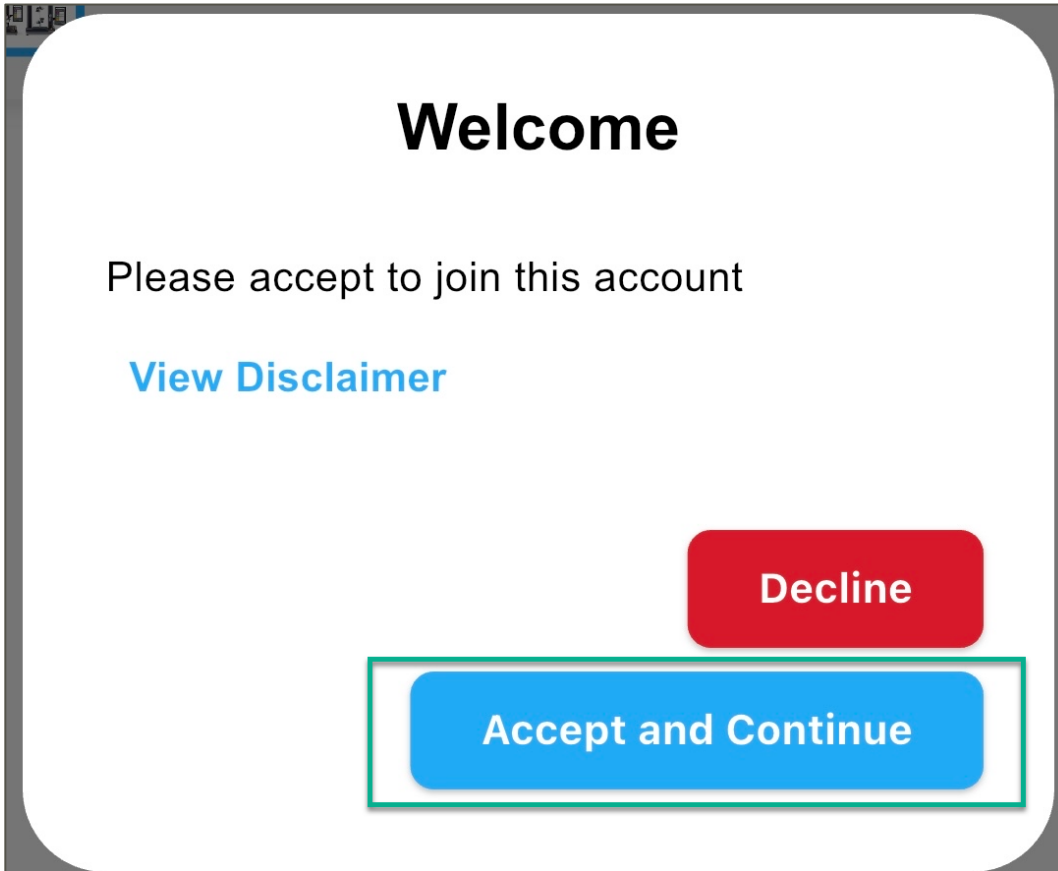 Welcome
Please accept to join this account
View Disclaimer
Decline
Accept and Continue